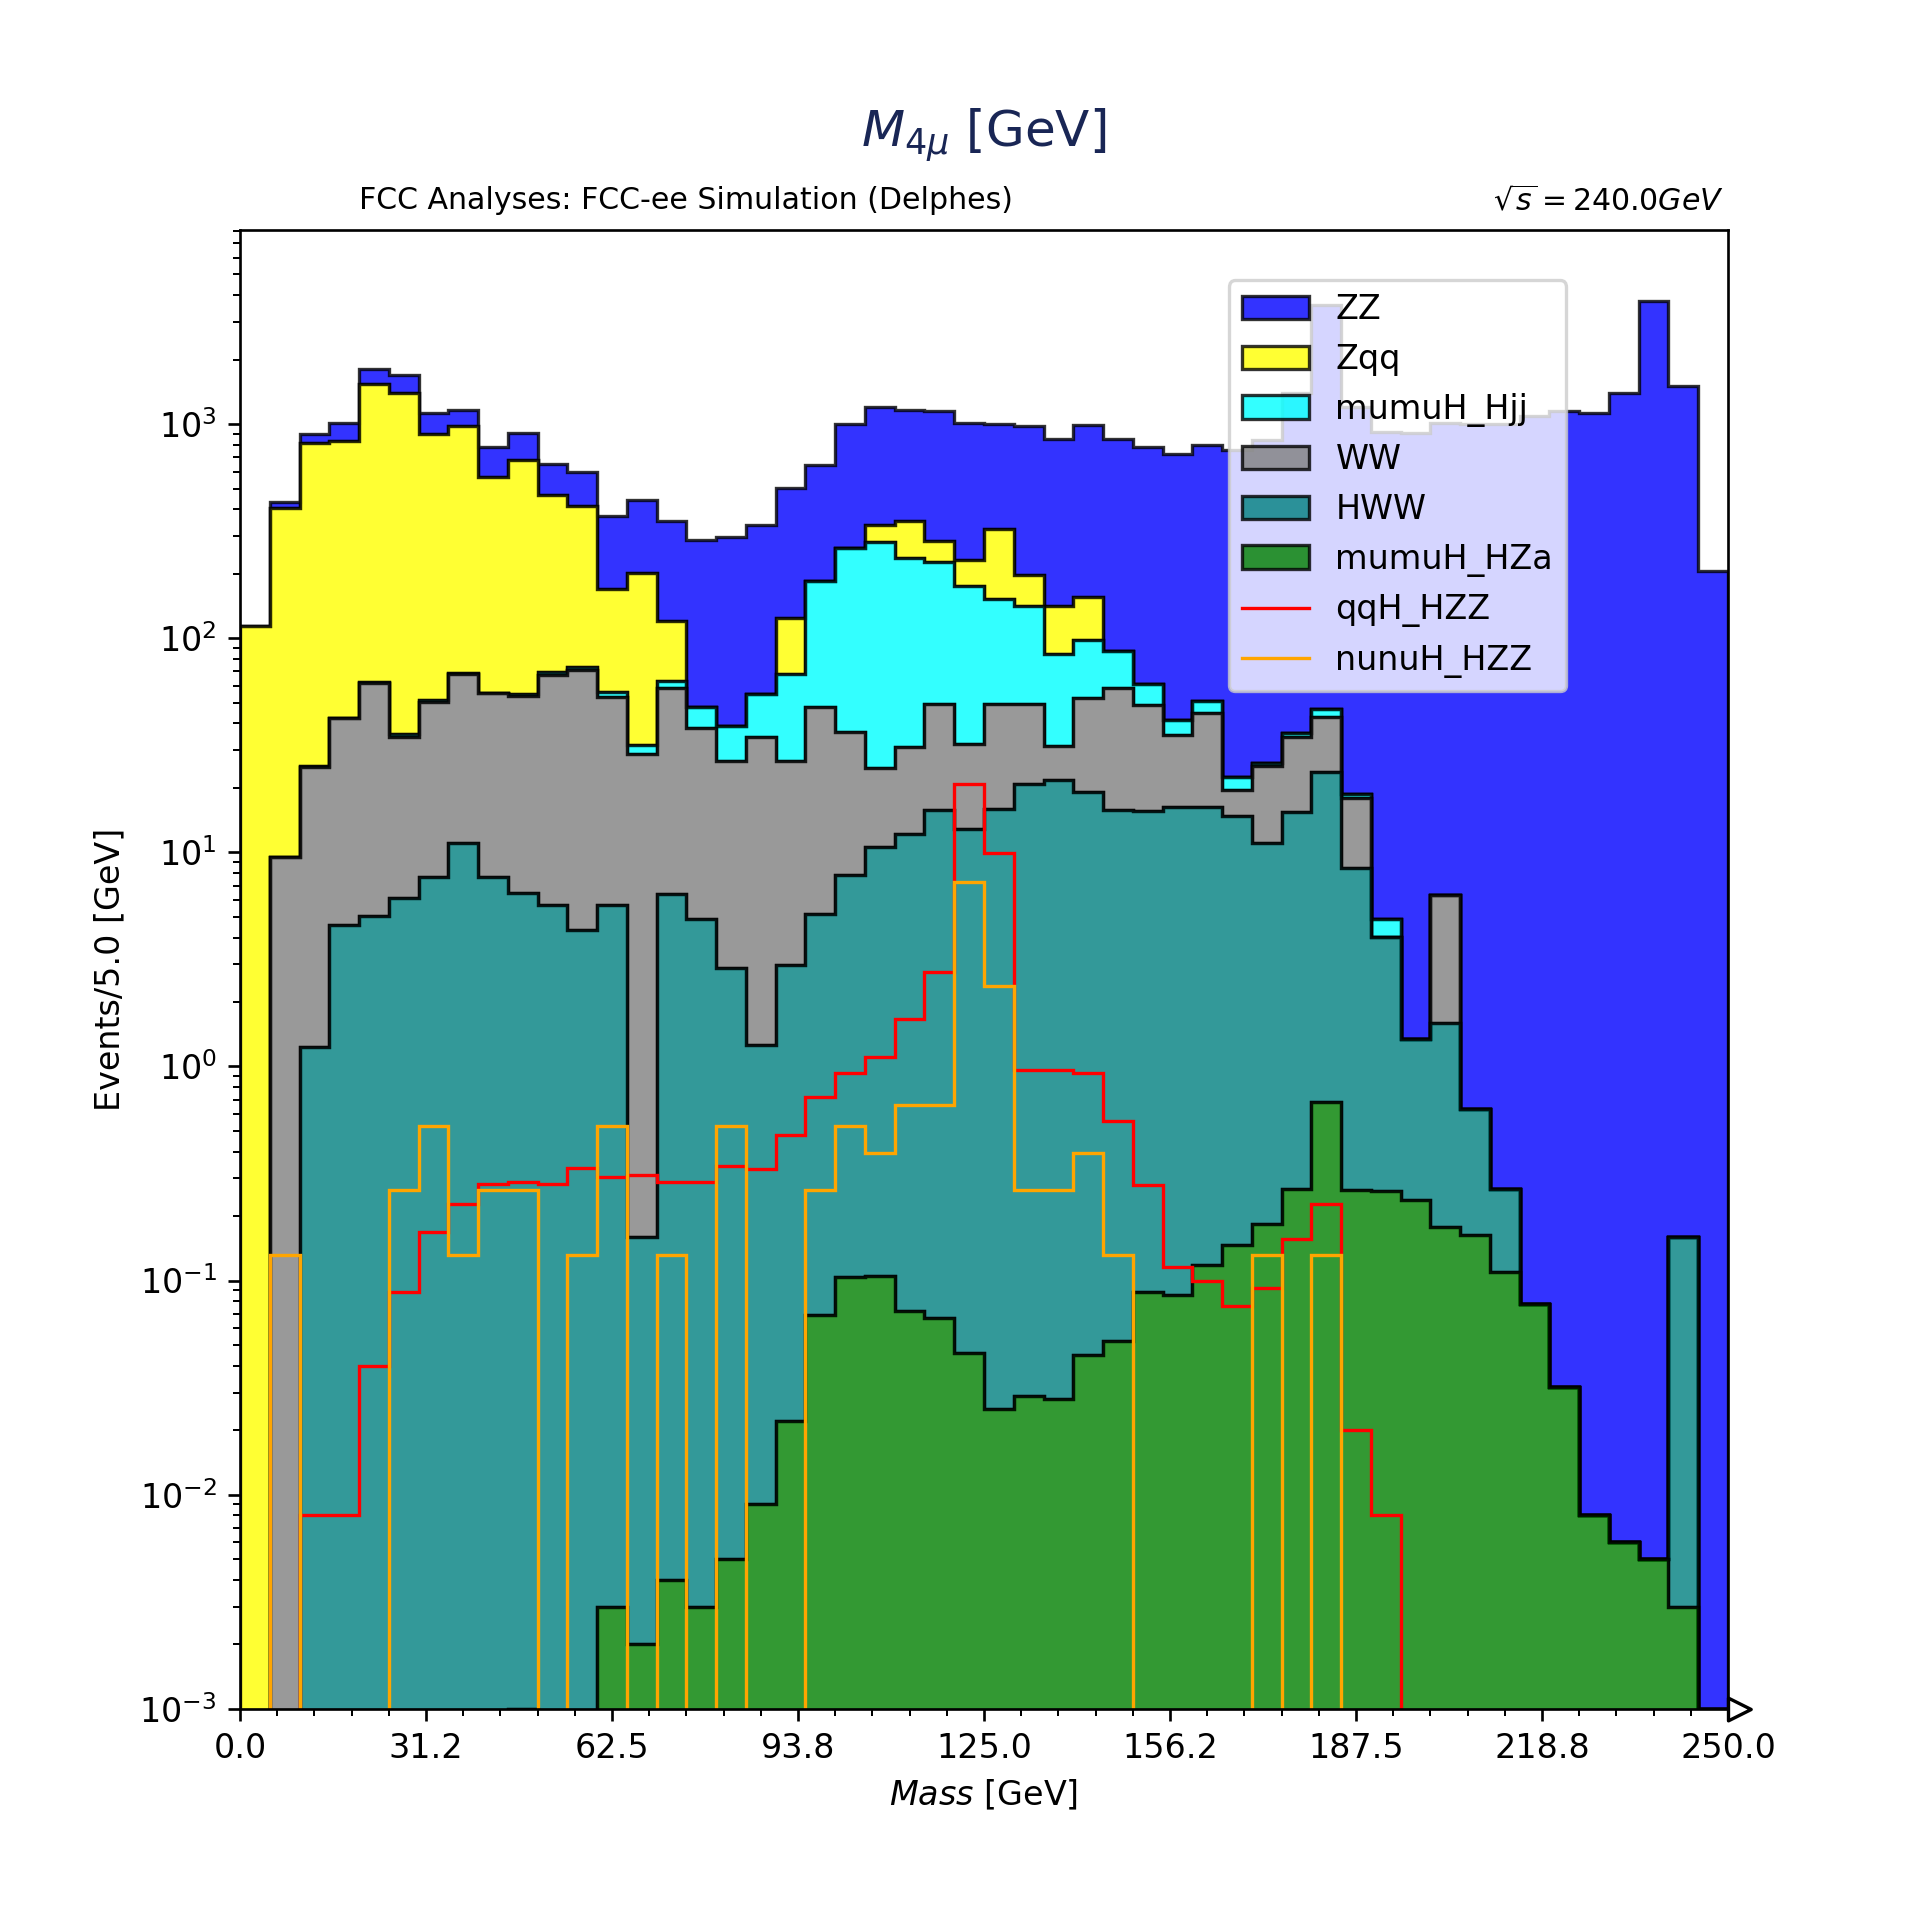 M4μ [GeV]
FCC Analyses: FCC-ee Simulation (Delphes)
√s = 240.0GeV
Events/5.0 [GeV]
10³
10²
10¹
10⁰
10⁻¹
10⁻²
10⁻³
ZZ
Zqq
mumuH_Hjj
WW
HWW
mumuH_HZa
qqH_HZZ
nunuH_HZZ
0.0 31.2 62.5 93.8 125.0 156.2 187.5 218.8 250.0
Mass [GeV]